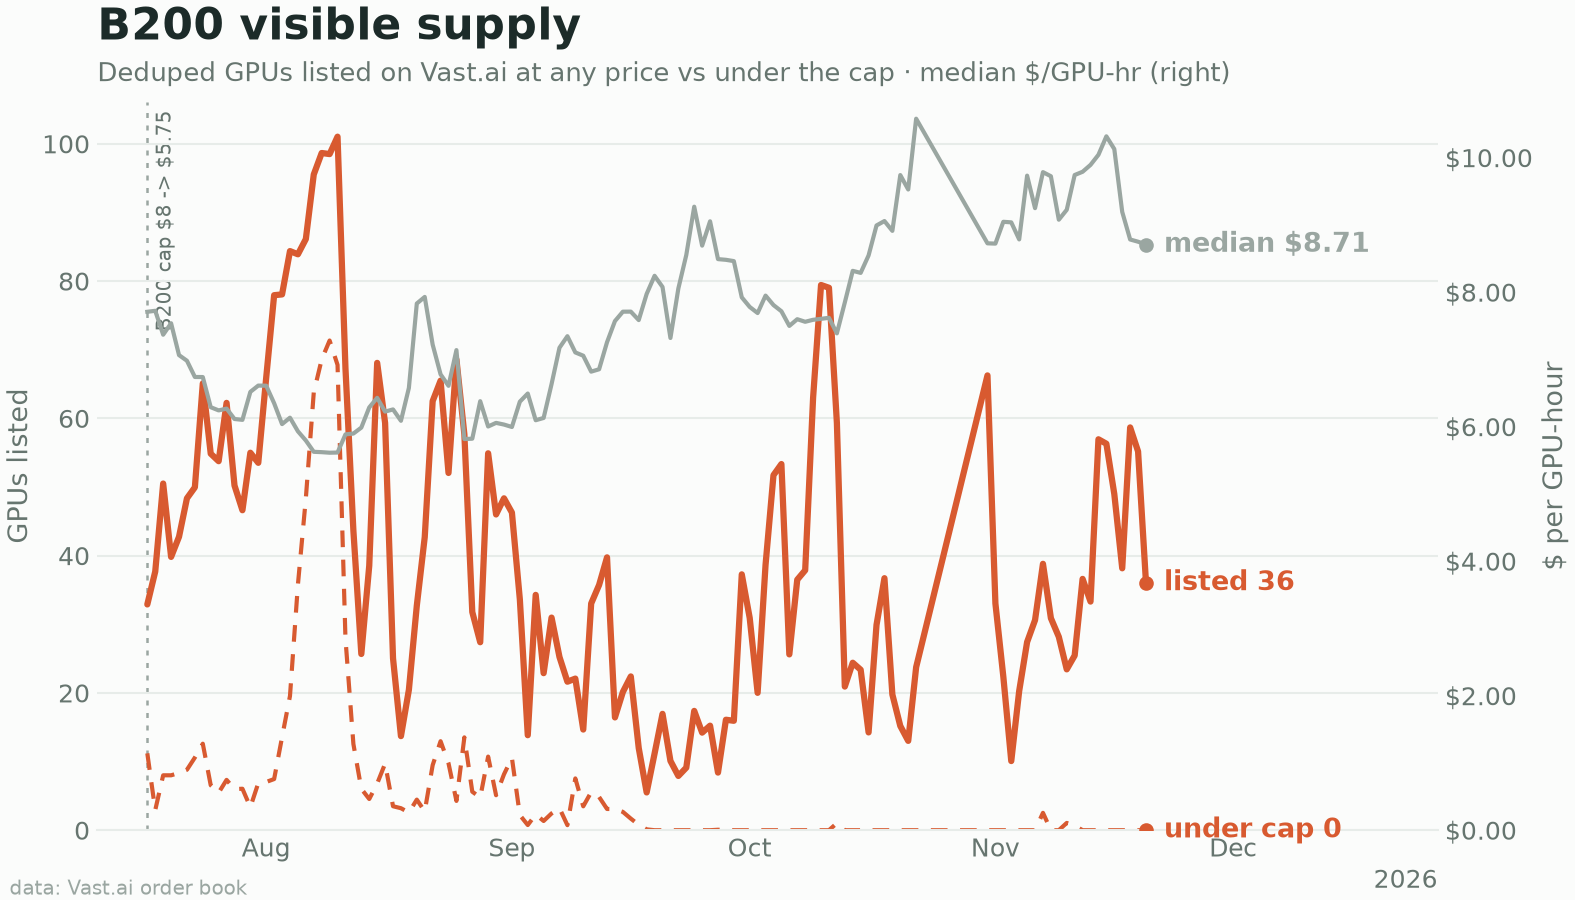 B200 visible supply
Deduped GPUs listed on Vast.ai at any price vs under the cap · median $/GPU-hr (right)
B200 cap $8 -> $5.75
GPUs listed
100
80
60
40
20
0
$10.00
$8.00
$6.00
$4.00
$2.00
$0.00
$ per GPU-hour
median $8.71
listed 36
under cap 0
Aug
Sep
Oct
Nov
Dec
2026
data: Vast.ai order book